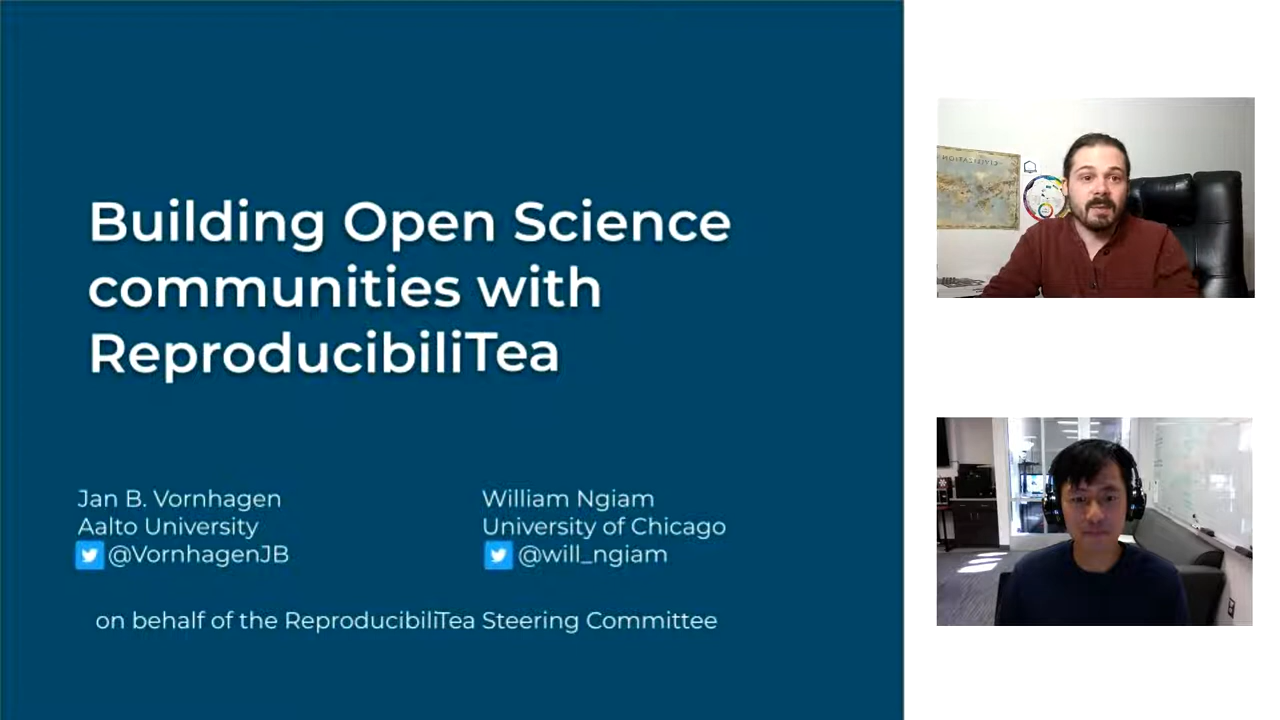 Building Open Science
communities with
ReproducibiliTea
Jan B. Vornhagen
Aalto University
@VornhagenJB
William Ngiam
University of Chicago
@will_ngiam
on behalf of the ReproducibiliTea Steering Committee
CIVILIZATION